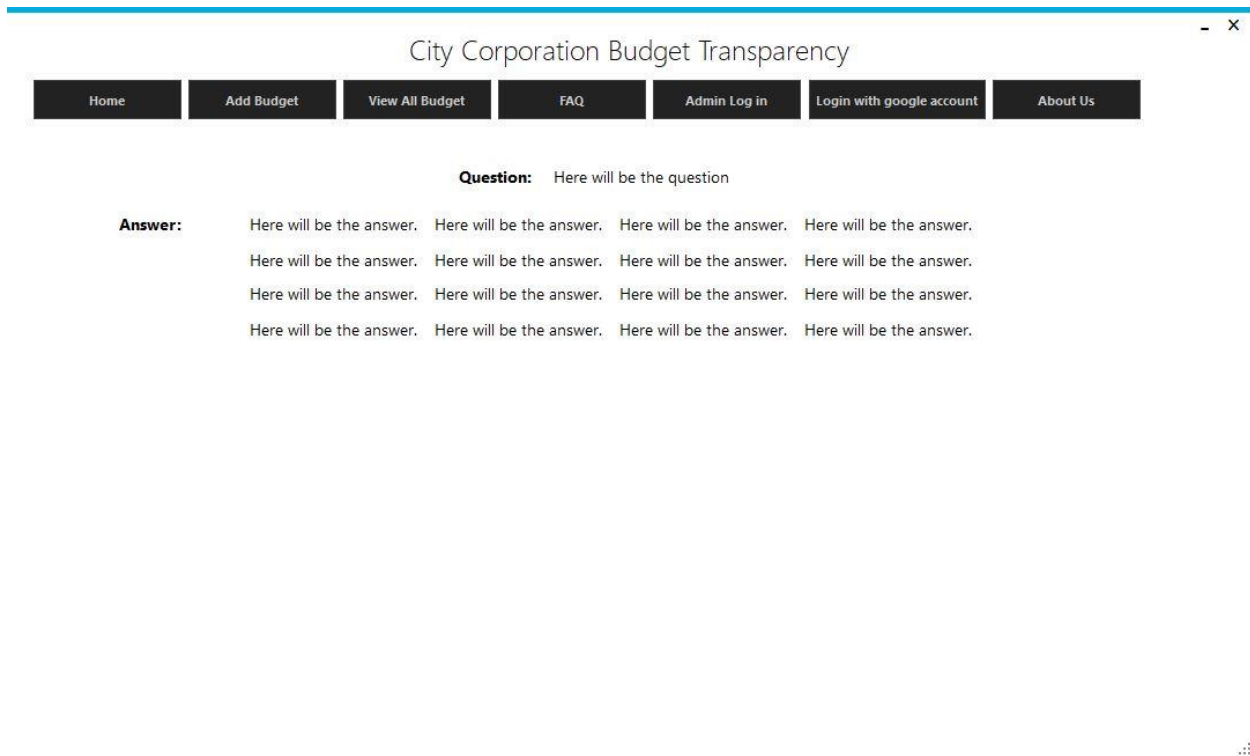 City Corporation Budget Transparency
Home Add Budget View All Budget FAQ Admin Log in Login with google account About Us
Question: Here will be the question
Answer: Here will be the answer. Here will be the answer. Here will be the answer. Here will be the answer.
Here will be the answer. Here will be the answer. Here will be the answer. Here will be the answer.
Here will be the answer. Here will be the answer. Here will be the answer. Here will be the answer.
Here will be the answer. Here will be the answer. Here will be the answer. Here will be the answer.